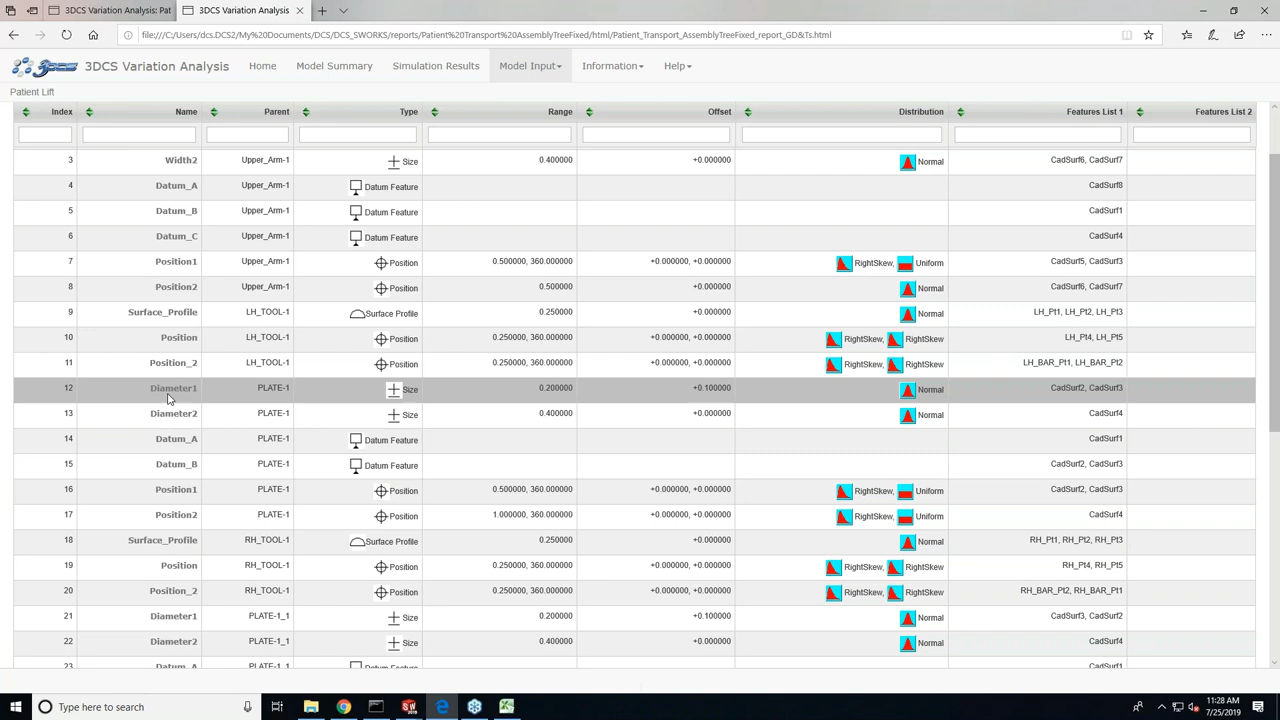 3DCS Variation Analysis: Pat
3DCS Variation Analysis
file:///C:/Users/dcs.DCS2/My%20Documents/DCS/DCS_SWORKS/reports/Patient%20Transport%20AssemblyTreeFixed/html/Patient_Transport_AssemblyTreeFixed_report_GD&Ts.html
3DCS 3DCS Variation Analysis Home Model Summary Simulation Results Model Input Information Help
Patient Lift
Index Name Parent Type Range Offset Distribution Features List 1 Features List 2
3 Width2 Upper_Arm-1 Size 0.400000 +0.000000 Normal CadSurf6, CadSurf7
4 Datum_A Upper_Arm-1 Datum Feature CadSurf8
5 Datum_B Upper_Arm-1 Datum Feature CadSurf1
6 Datum_C Upper_Arm-1 Datum Feature CadSurf4
7 Position1 Upper_Arm-1 Position 0.500000, 360.000000 +0.000000, +0.000000 RightSkew, Uniform CadSurf5, CadSurf3
8 Position2 Upper_Arm-1 Position 0.500000 +0.000000 Normal CadSurf6, CadSurf7
9 Surface_Profile LH_TOOL-1 Surface Profile 0.250000 +0.000000 Normal LH_Pt1, LH_Pt2, LH_Pt3
10 Position LH_TOOL-1 Position 0.250000, 360.000000 +0.000000, +0.000000 RightSkew, RightSkew LH_Pt4, LH_Pt5
11 Position_2 LH_TOOL-1 Position 0.250000, 360.000000 +0.000000, +0.000000 RightSkew, RightSkew LH_BAR_Pt1, LH_BAR_Pt2
12 Diameter1 PLATE-1 Size 0.200000 +0.100000 Normal CadSurf2, CadSurf3
13 Diameter2 PLATE-1 Size 0.400000 +0.000000 Normal CadSurf4
14 Datum_A PLATE-1 Datum Feature CadSurf1
15 Datum_B PLATE-1 Datum Feature CadSurf2, CadSurf3
16 Position1 PLATE-1 Position 0.500000, 360.000000 +0.000000, +0.000000 RightSkew, Uniform CadSurf2, CadSurf3
17 Position2 PLATE-1 Position 1.000000, 360.000000 +0.000000, +0.000000 RightSkew, Uniform CadSurf4
18 Surface_Profile RH_TOOL-1 Surface Profile 0.250000 +0.000000 Normal RH_Pt1, RH_Pt2, RH_Pt3
19 Position RH_TOOL-1 Position 0.250000, 360.000000 +0.000000, +0.000000 RightSkew, RightSkew RH_Pt4, RH_Pt5
20 Position_2 RH_TOOL-1 Position 0.250000, 360.000000 +0.000000, +0.000000 RightSkew, RightSkew RH_BAR_Pt2, RH_BAR_Pt1
21 Diameter1 PLATE-1_1 Size 0.200000 +0.100000 Normal CadSurf3, CadSurf2
22 Diameter2 PLATE-1_1 Size 0.400000 +0.000000 Normal CadSurf4
23 Datum_A PLATE-1_1 Datum Feature CadSurf1
Type here to search
11:28 AM
7/25/2019